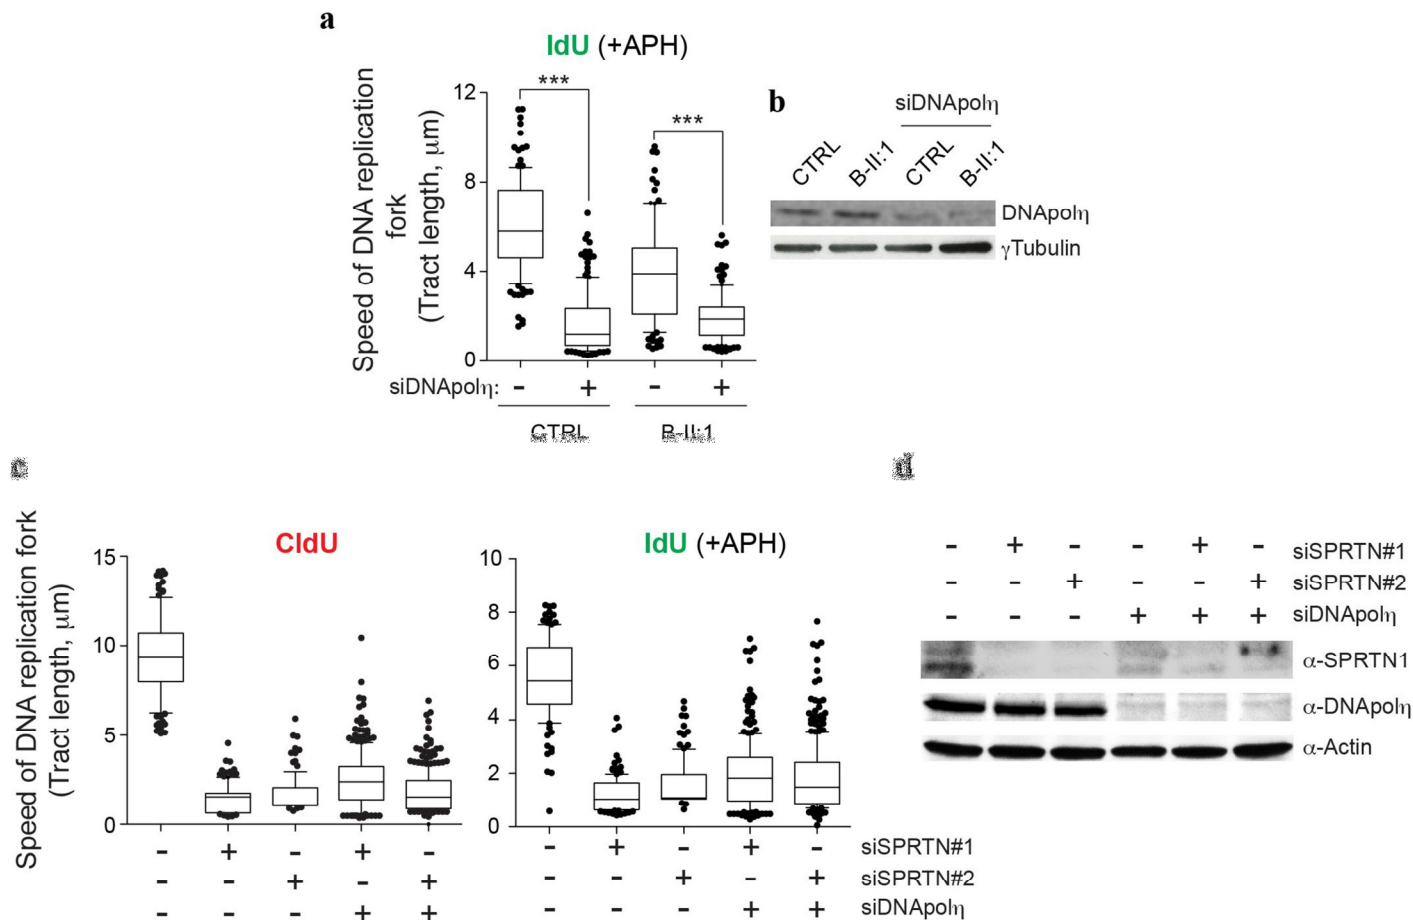 a
IdU (+APH)
Speed of DNA replication
fork
(Tract length, μm)
12
8
4
0
***
***
siDNApolη:
- + - +
CTRL B-II:1
b
siDNApolη
CTRL B-II:1 CTRL B-II:1
DNApolη
γTubulin
c
Speed of DNA replication fork
(Tract length, μm)
CldU
15
10
5
0
- + - + -
- - + - +
- - - + +
IdU (+APH)
10
8
6
4
2
0
- + - + - siSPRTN#1
- - + - + siSPRTN#2
- - - + + siDNApolη
d
- + - - + - siSPRTN#1
- - + - - + siSPRTN#2
- - - + + + siDNApolη
α-SPRTN1
α-DNApolη
α-Actin